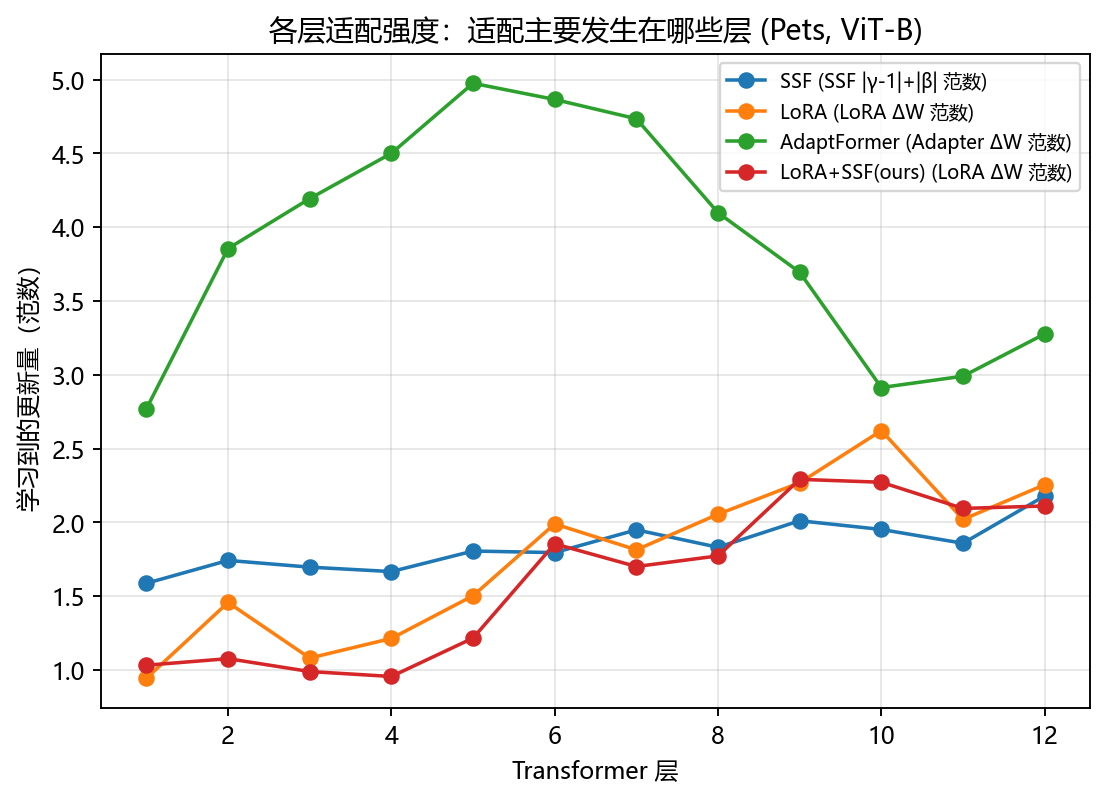 各层适配强度：适配主要发生在哪些层 (Pets, ViT-B)
SSF (SSF |γ-1|+|β| 范数)
LoRA (LoRA ΔW 范数)
AdaptFormer (Adapter ΔW 范数)
LoRA+SSF(ours) (LoRA ΔW 范数)
学习到的更新量（范数）
5.0
4.5
4.0
3.5
3.0
2.5
2.0
1.5
1.0
2 4 6 8 10 12
Transformer 层